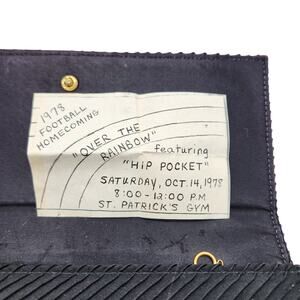 1978
FOOTBALL
HOMECOMING
"OVER THE
RAINBOW"
featuring
"HIP POCKET"
SATURDAY, OCT. 14, 1978
8:00-12:00 P.M
ST. PATRICK'S GYM